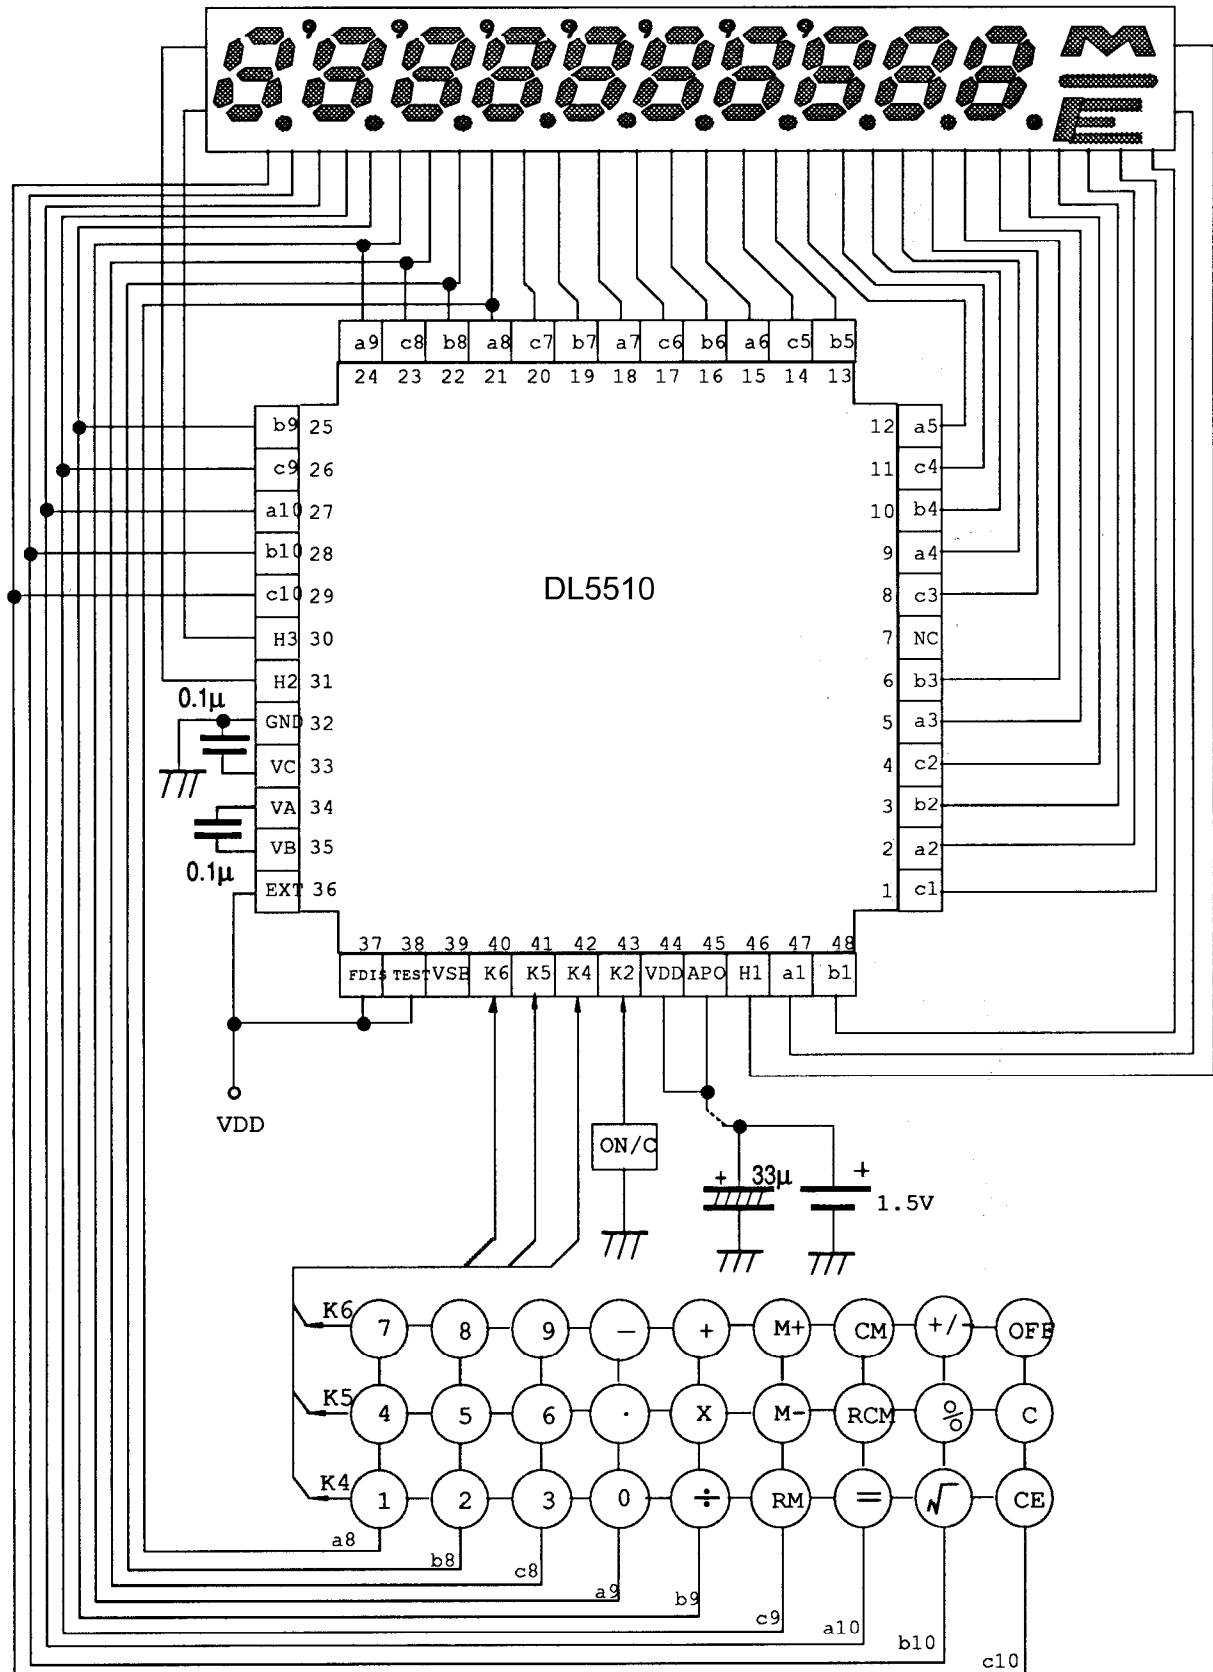 a9 c8 b8 a8 c7 b7 a7 c6 b6 a6 c5 b5
24 23 22 21 20 19 18 17 16 15 14 13
b9 25 12 a5
c9 26 11 c4
a10 27 10 b4
b10 28 9 a4
DL5510
c10 29 8 c3
H3 30 7 NC
H2 31 6 b3
0.1μ
GND 32 5 a3
VC 33 4 c2
VA 34 3 b2
VB 35 2 a2
0.1μ
EXT 36 1 c1
37 38 39 40 41 42 43 44 45 46 47 48
FDIS TEST VSB K6 K5 K4 K2 VDD APO H1 a1 b1
VDD
ON/C
+ 33μ +
1.5V
K6 7 8 9 − + M+ CM +/- OFF
K5 4 5 6 · X M- RCM % C
K4 1 2 3 0 ÷ RM = √ CE
a8 b8 c8 a9 b9 c9 a10 b10 c10
M
E